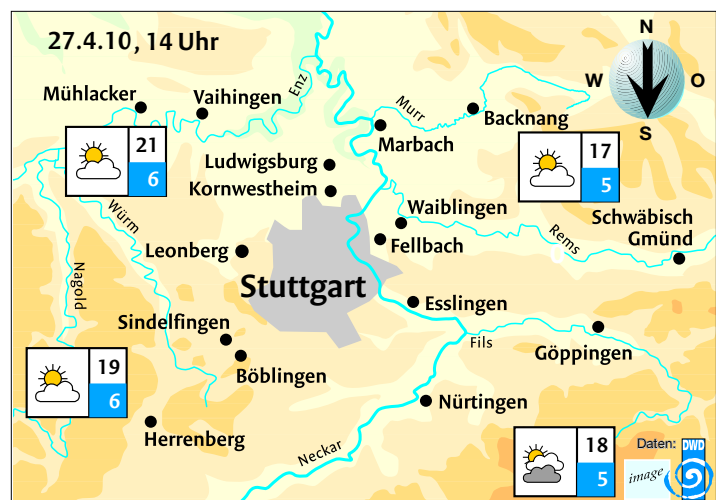 27.4.10, 14 Uhr
N
W
O
S
Mühlacker
Vaihingen
Enz
Murr
Backnang
Marbach
21
6
17
5
Ludwigsburg
Kornwestheim
Würm
Waiblingen
Schwäbisch
Gmünd
Rems
Leonberg
Fellbach
Nagold
Stuttgart
Esslingen
Sindelfingen
Fils
Göppingen
19
6
Böblingen
Nürtingen
Herrenberg
Neckar
18
5
Daten:
DWD
image